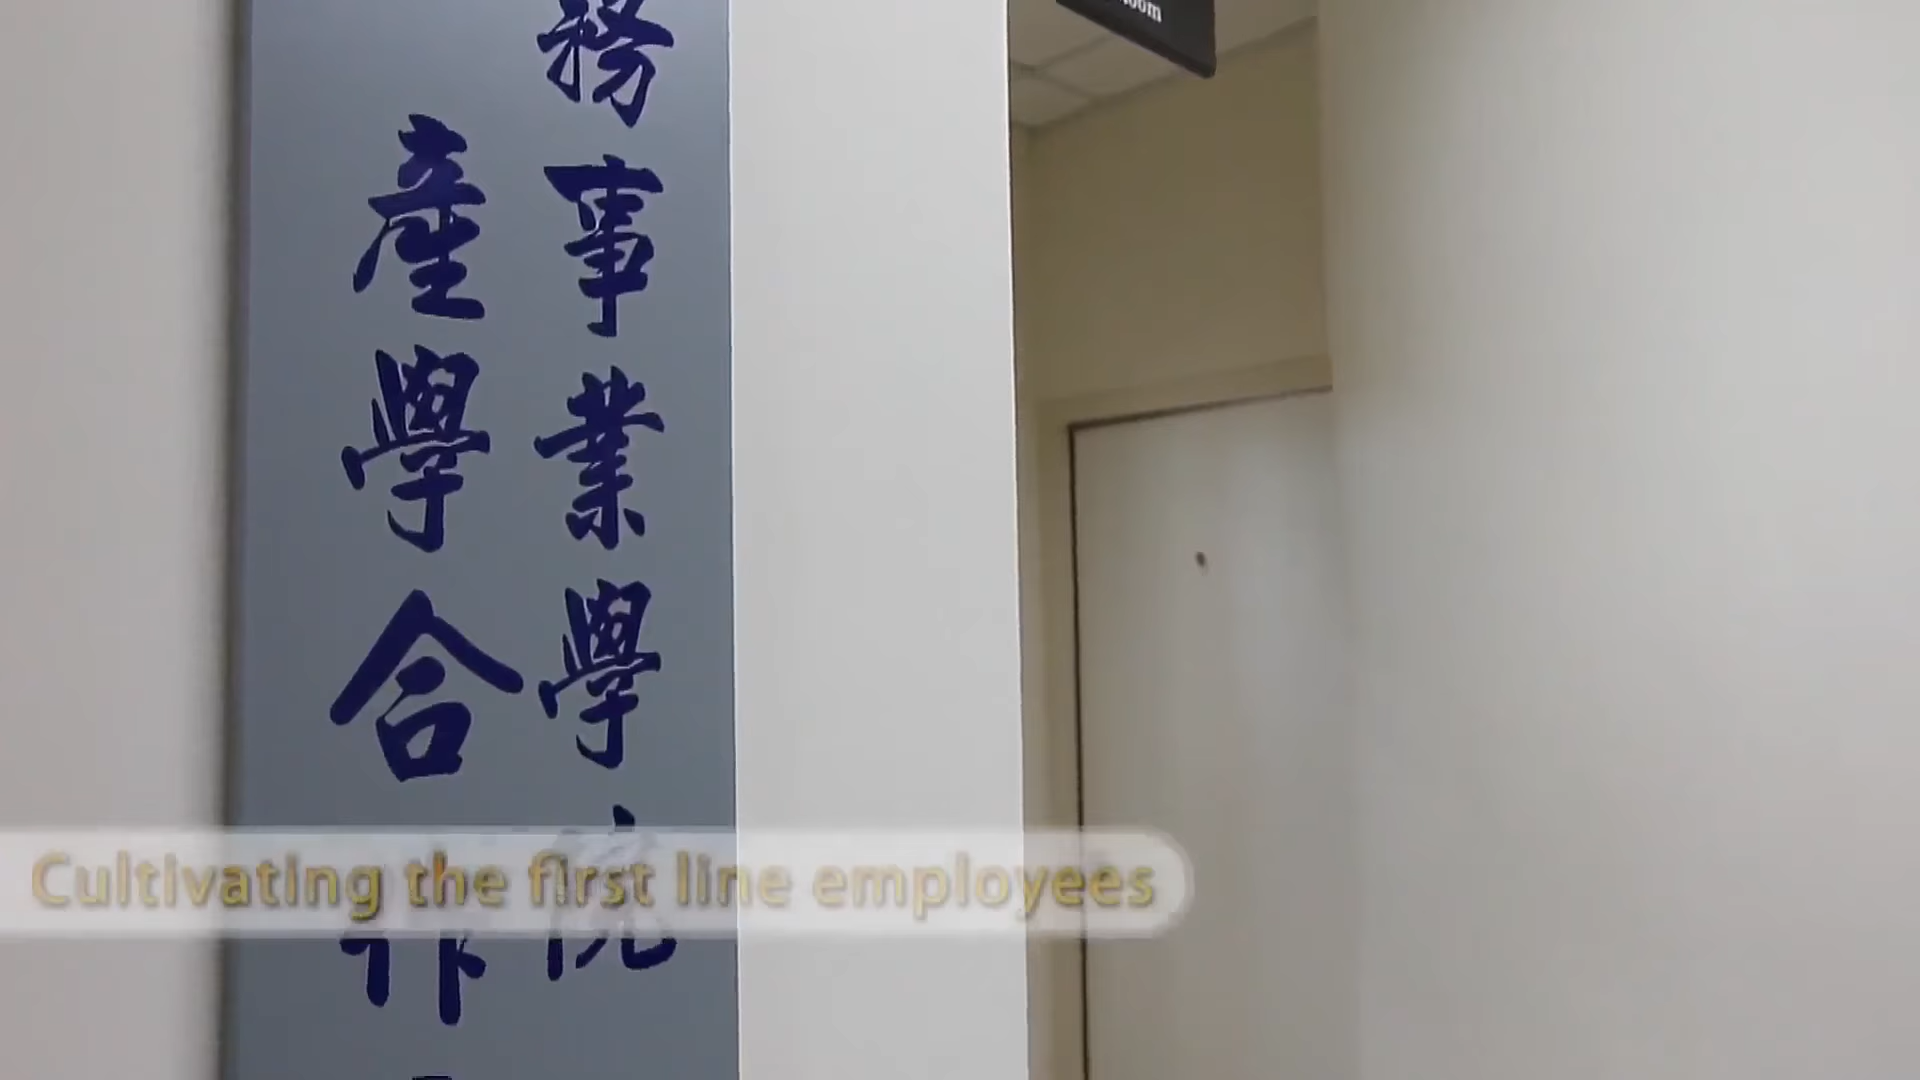 務事業學院
產學合作
Cultivating the first line employees